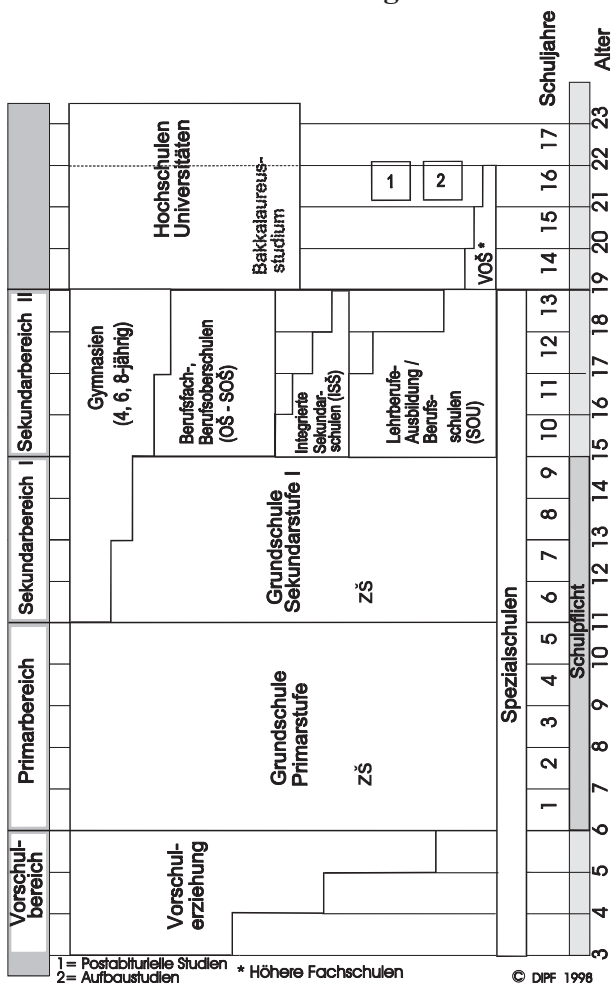 Schuljahre
Alter
17
16
15
14
13
12
11
10
9
8
7
6
5
4
3
2
1
23
22
21
20
19
18
17
16
15
14
13
12
11
10
9
8
7
6
5
4
3
Schulpflicht
Hochschulen
Universitäten
Bakkalaureus-
studium
1
2
VOŠ *
Sekundarbereich II
Gymnasien
(4, 6, 8-jährig)
Berufsfach-,
Berufsoberschulen
(OŠ - SOŠ)
Integrierte
Sekundar-
schulen (ISŠ)
Lehrberufe-
Ausbildung /
Berufs-
schulen
(SOU)
Sekundarbereich I
Grundschule
Sekundarstufe I
ZŠ
Primarbereich
Grundschule
Primarstufe
ZŠ
Spezialschulen
Vorschul-
bereich
Vorschul-
erziehung
1= Postabiturielle Studien
2= Aufbaustudien
* Höhere Fachschulen
© DIPF 1998